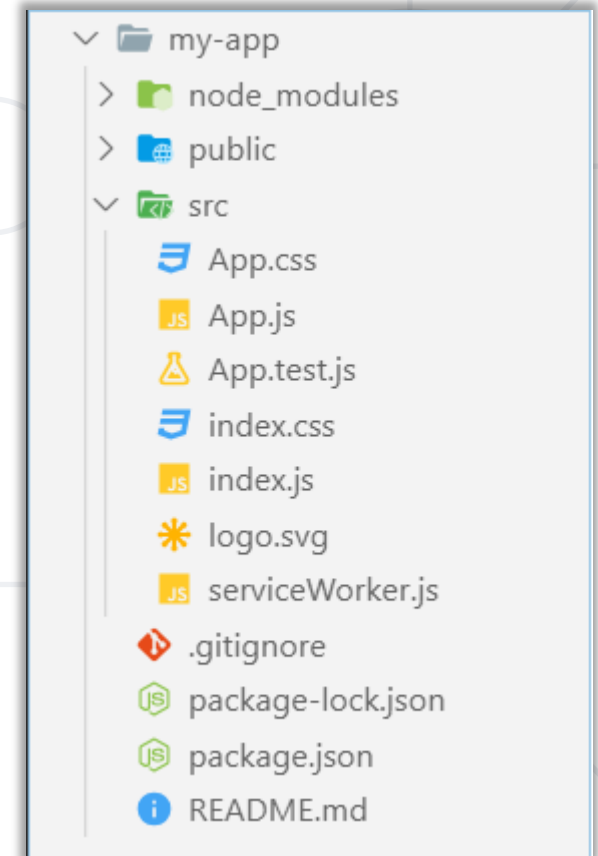 my-app
node_modules
public
src
App.css
App.js
App.test.js
index.css
index.js
logo.svg
serviceWorker.js
.gitignore
package-lock.json
package.json
README.md